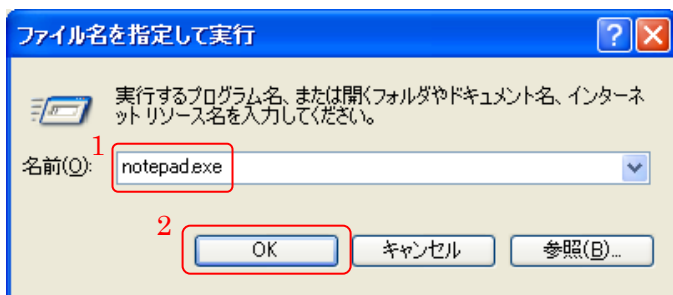 ファイル名を指定して実行
実行するプログラム名、または開くフォルダやドキュメント名、インターネ
ット リソース名を入力してください。
1
名前(O): notepad.exe
2
OK キャンセル 参照(B)...